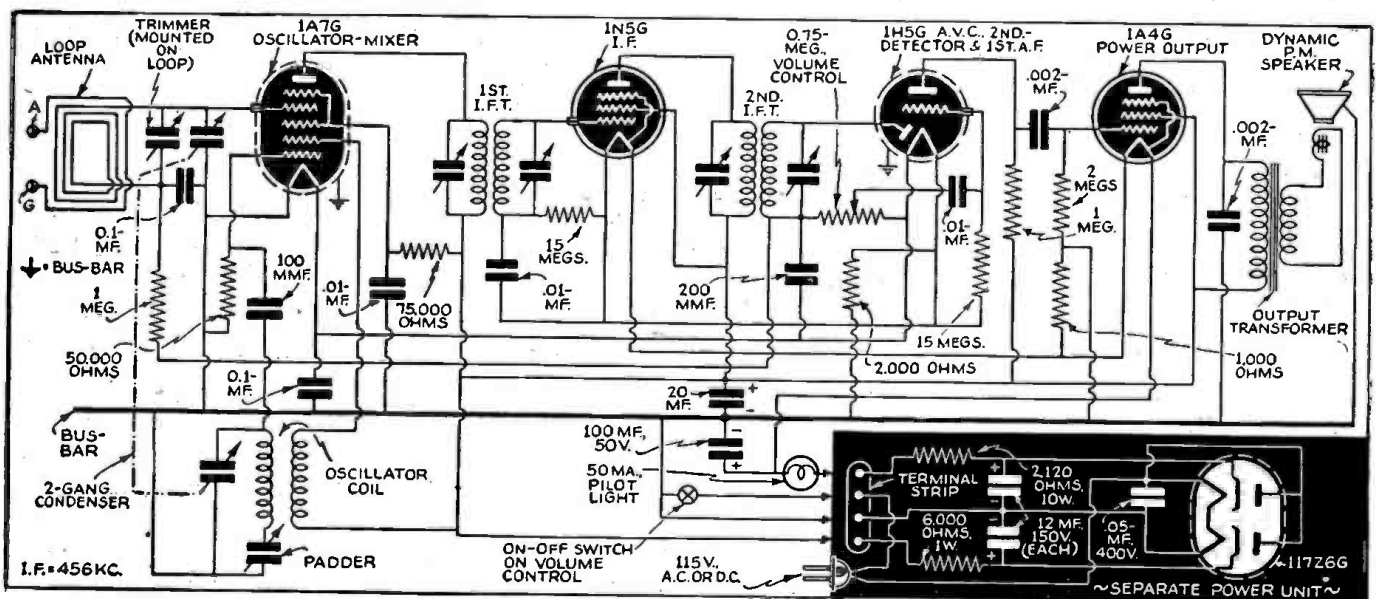 LOOP
ANTENNA
A
G
TRIMMER
(MOUNTED
ON
LOOP)
1A7G
OSCILLATOR-MIXER
1ST.
I.F.T.
1N5G
I.F.
2ND.
I.F.T.
0.75-
MEG.,
VOLUME
CONTROL
1H5G A.V.C., 2ND-
DETECTOR & 1ST. A.F.
.002-
MF.
1A4G
POWER OUTPUT
DYNAMIC
P.M.
SPEAKER
.002-
MF.
0.1-
MF.
= BUS-BAR
1
MEG.
50,000
OHMS
100
MMF.
.01-
MF.
75,000
OHMS
15
MEGS.
.01-
MF.
200
MMF.
.01-
MF.
2
MEGS
1
MEG.
15 MEGS.
2,000 OHMS
1,000
OHMS
OUTPUT
TRANSFORMER
0.1-
MF.
20
MF.
+
-
BUS-
BAR
2-GANG
CONDENSER
OSCILLATOR
COIL
PADDER
I.F.=456 KC.
100 MF.,
50V.
-
+
50 MA.,
PILOT
LIGHT
ON-OFF SWITCH
ON VOLUME
CONTROL
115 V.,
A.C. OR D.C.
TERMINAL
STRIP
2,120
OHMS,
10W.
+
-
6,000
OHMS,
1W.
12 MF.,
150V.
(EACH)
-
+
.05-
MF.
400V.
117Z6G
~SEPARATE POWER UNIT~